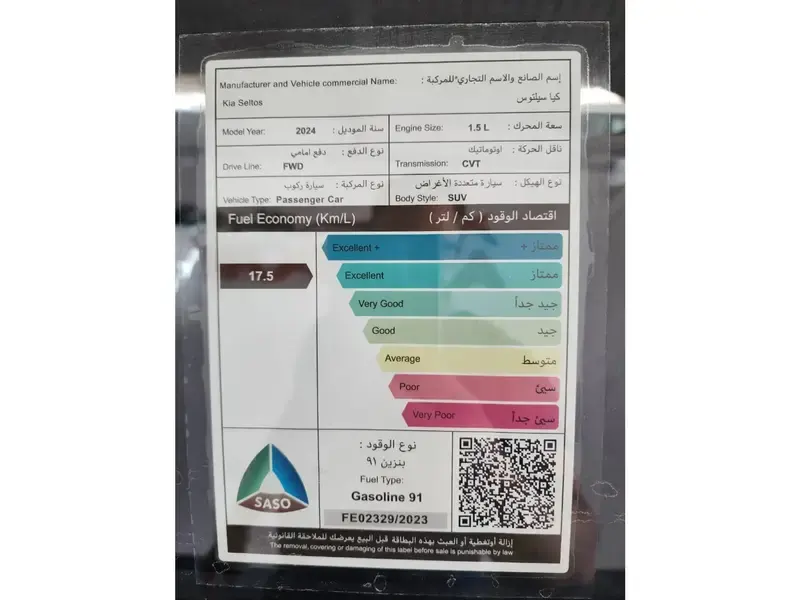 إسم الصانع والاسم التجاري للمركبة :
Manufacturer and Vehicle commercial Name:
كيا سيلتوس
Kia Seltos
Model Year: 2024 سنة الموديل :
Engine Size: 1.5 L سعة المحرك :
نوع الدفع : دفع امامي
Drive Line: FWD
ناقل الحركة : اوتوماتيك
Transmission: CVT
نوع المركبة : سيارة ركوب
Vehicle Type: Passenger Car
نوع الهيكل : سيارة متعددة الأغراض
Body Style: SUV
Fuel Economy (Km/L) اقتصاد الوقود ( كم / لتر )
17.5
Excellent + ممتاز +
Excellent ممتاز
Very Good جيد جداً
Good جيد
Average متوسط
Poor سيئ
Very Poor سيئ جداً
SASO
نوع الوقود :
بنزين ٩١
Fuel Type:
Gasoline 91
FE02329/2023
إزالة أوتغطية أو العبث بهذه البطاقة قبل البيع يعرضك للملاحقة القانونية
The removal, covering or damaging of this label before sale is punishable by law